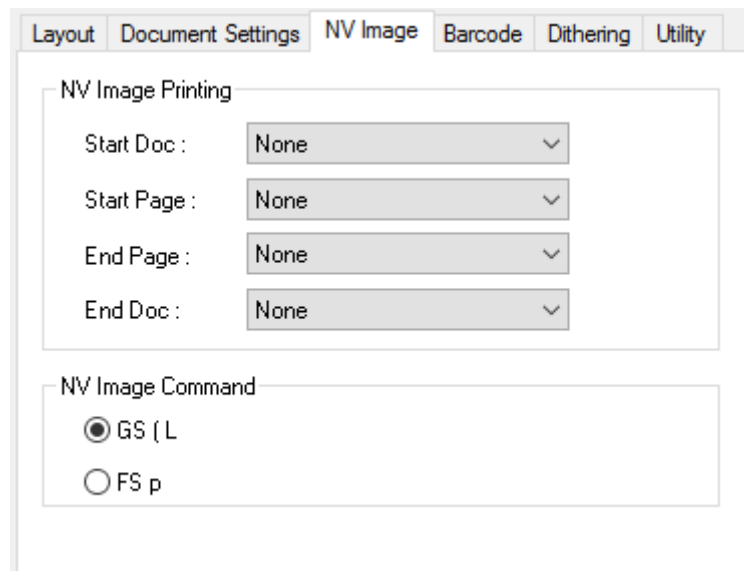 Layout Document Settings NV Image Barcode Dithering Utility
NV Image Printing
Start Doc : None
Start Page : None
End Page : None
End Doc : None
NV Image Command
GS ( L
FS p